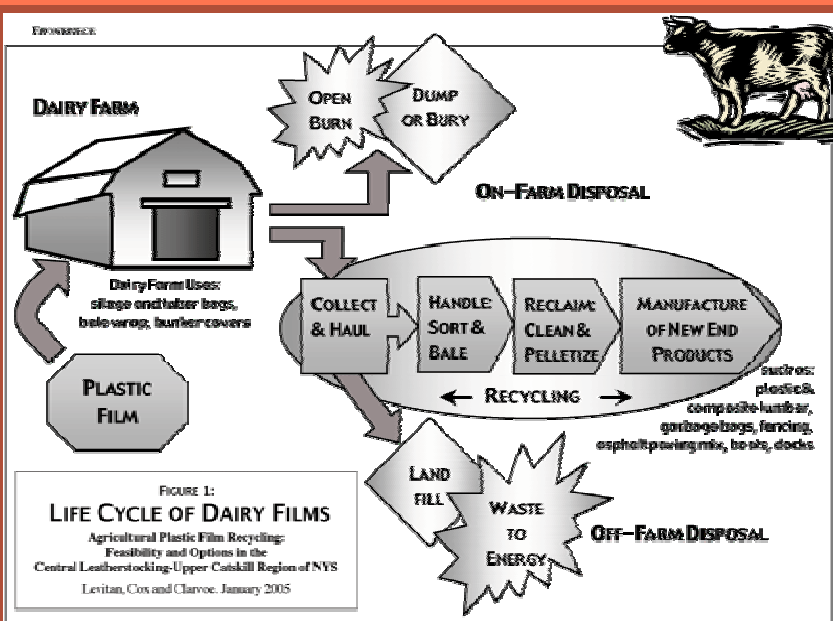 FRONTISPIECE
DAIRY FARM
OPEN
BURN
DUMP
OR BURY
ON-FARM DISPOSAL
Dairy Farm Uses:
silage and tuber bags,
bale wrap, bunker covers
PLASTIC
FILM
COLLECT
& HAUL
HANDLE:
SORT &
BALE
RECLAIM:
CLEAN &
PELLETIZE
MANUFACTURE
OF NEW END
PRODUCTS
RECYCLING
such as:
plastic &
composite lumber,
garbage bags, fencing,
asphalt paving mix, boats, docks
LAND
FILL
WASTE
TO
ENERGY
OFF-FARM DISPOSAL
FIGURE 1:
LIFE CYCLE OF DAIRY FILMS
Agricultural Plastic Film Recycling:
Feasibility and Options in the
Central Leatherstocking-Upper Catskill Region of NYS
Levitan, Cox and Clarvoe. January 2005